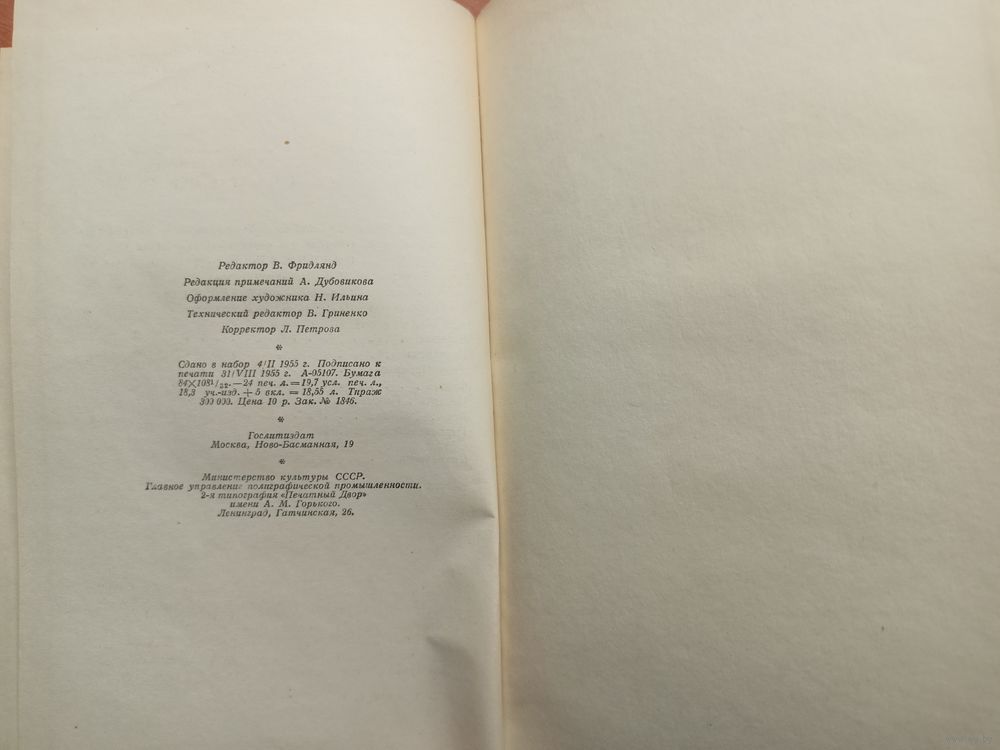 Редактор В. Фридлянд
Редакция примечаний А. Дубовикова
Оформление художника Н. Ильина
Технический редактор В. Гриненко
Корректор Л. Петрова
*
Сдано в набор 4/II 1955 г. Подписано к
печати 31/VIII 1955 г. А-05107. Бумага
84×108¹/₃₂.—24 печ. л.=19,7 усл. печ. л.,
18,3 уч.-изд. + 5 вкл. = 18,55 л. Тираж
300 000. Цена 10 р. Зак. № 1846.
*
Гослитиздат
Москва, Ново-Басманная, 19
*
Министерство культуры СССР.
Главное управление полиграфической промышленности.
2-я типография «Печатный Двор»
имени А. М. Горького.
Ленинград, Гатчинская, 26.